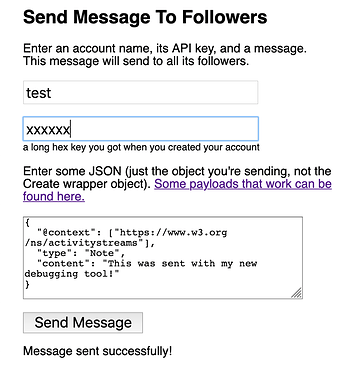 Send Message To Followers
Enter an account name, its API key, and a message.
This message will send to all its followers.
test
xxxxxx
a long hex key you got when you created your account
Enter some JSON (just the object you're sending, not the
Create wrapper object). Some payloads that work can be
found here.
{
  "@context": ["https://www.w3.org
/ns/activitystreams"],
  "type": "Note",
  "content": "This was sent with my new
debugging tool!"
}
Send Message
Message sent successfully!